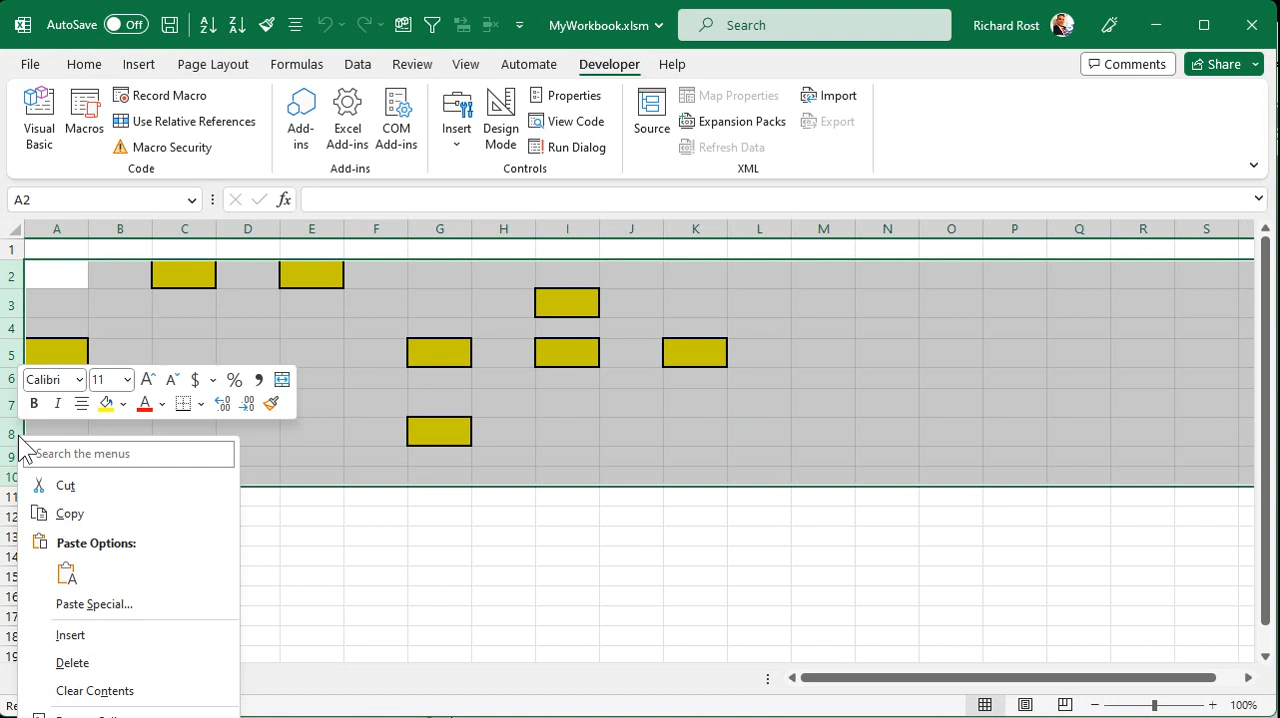 AutoSave Off MyWorkbook.xlsm Search Richard Rost
File Home Insert Page Layout Formulas Data Review View Automate Developer Help Comments Share
Visual Basic
Macros
Record Macro
Use Relative References
Macro Security
Code
Add-ins
Excel Add-ins
COM Add-ins
Add-ins
Insert
Design Mode
Properties
View Code
Run Dialog
Controls
Source
Map Properties
Expansion Packs
Refresh Data
Import
Export
XML
A2 fx
A B C D E F G H I J K L M N O P Q R S
1
2
3
4
5
6
7
8
9
10
11
12
13
14
15
16
17
18
19
Calibri 11 A A $ % 9
B I A .00 .00
Search the menus
Cut
Copy
Paste Options:
A
Paste Special...
Insert
Delete
Clear Contents
100%